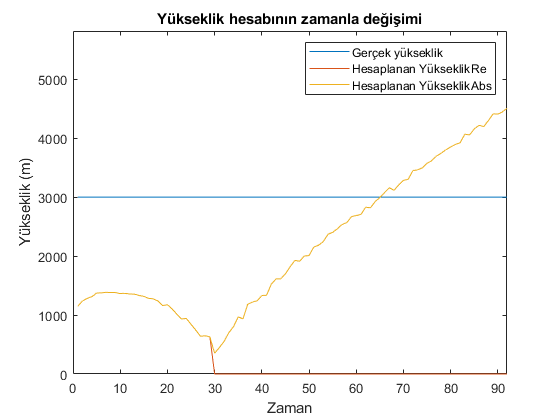 Yükseklik hesabının zamanla değişimi
Gerçek yükseklik
Hesaplanan YükseklikRe
Hesaplanan YükseklikAbs
Yükseklik (m)
5000
4000
3000
2000
1000
0
0 10 20 30 40 50 60 70 80 90
Zaman